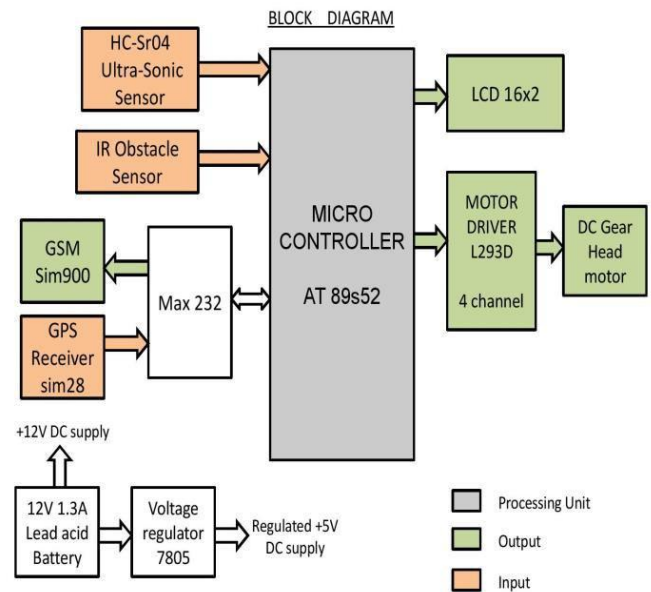 BLOCK DIAGRAM
HC-Sr04
Ultra-Sonic
Sensor
IR Obstacle
Sensor
GSM
Sim900
GPS
Receiver
sim28
Max 232
MICRO
CONTROLLER
AT 89s52
LCD 16x2
MOTOR
DRIVER
L293D
4 channel
DC Gear
Head
motor
+12V DC supply
12V 1.3A
Lead acid
Battery
Voltage
regulator
7805
Regulated +5V
DC supply
Processing Unit
Output
Input